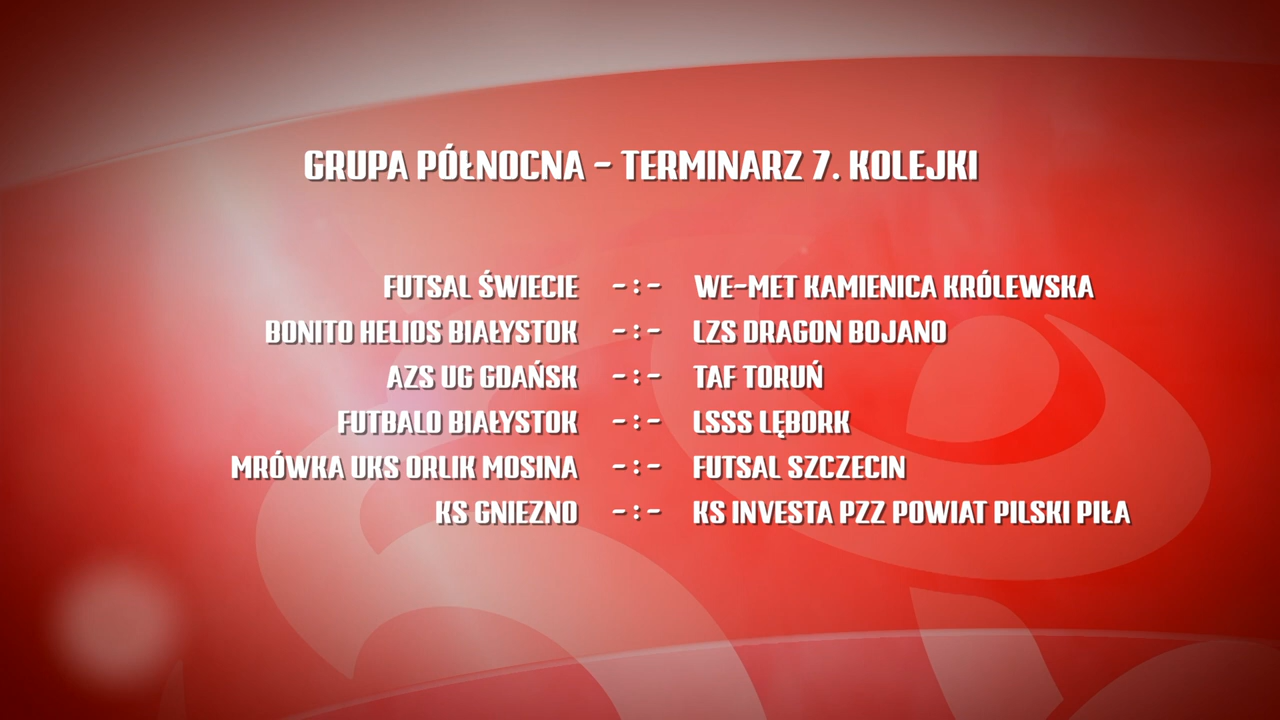 GRUPA PÓŁNOCNA - TERMINARZ 7. KOLEJKI
FUTSAL ŚWIECIE - : - WE-MET KAMIENICA KRÓLEWSKA
BONITO HELIOS BIAŁYSTOK - : - LZS DRAGON BOJANO
AZS UG GDAŃSK - : - TAF TORUŃ
FUTBALO BIAŁYSTOK - : - LSSS LĘBORK
MRÓWKA UKS ORLIK MOSINA - : - FUTSAL SZCZECIN
KS GNIEZNO - : - KS INVESTA PZZ POWIAT PILSKI PIŁA